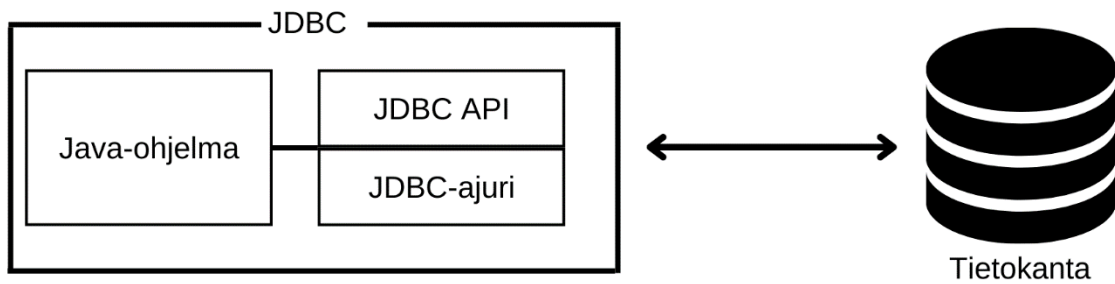 JDBC
Java-ohjelma
JDBC API
JDBC-ajuri
Tietokanta